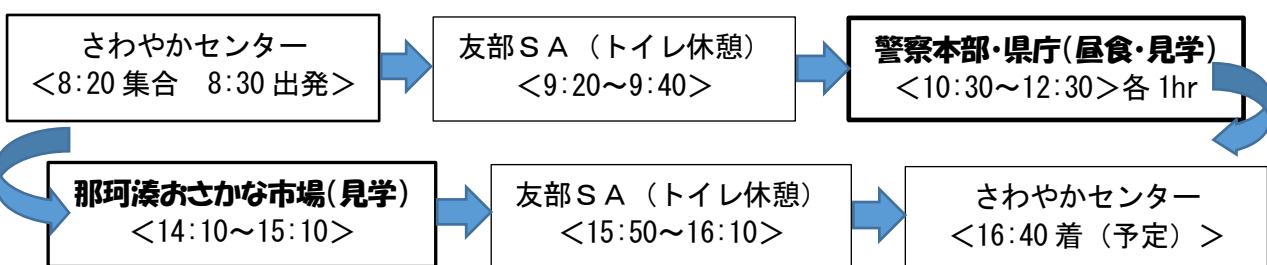 さわやかセンター
<8:20 集合　8:30 出発>
友部ＳＡ（トイレ休憩）
<9:20～9:40>
警察本部・県庁(昼食・見学)
<10:30～12:30>各 1hr
那珂湊おさかな市場(見学)
<14:10～15:10>
友部ＳＡ（トイレ休憩）
<15:50～16:10>
さわやかセンター
<16:40 着（予定）>